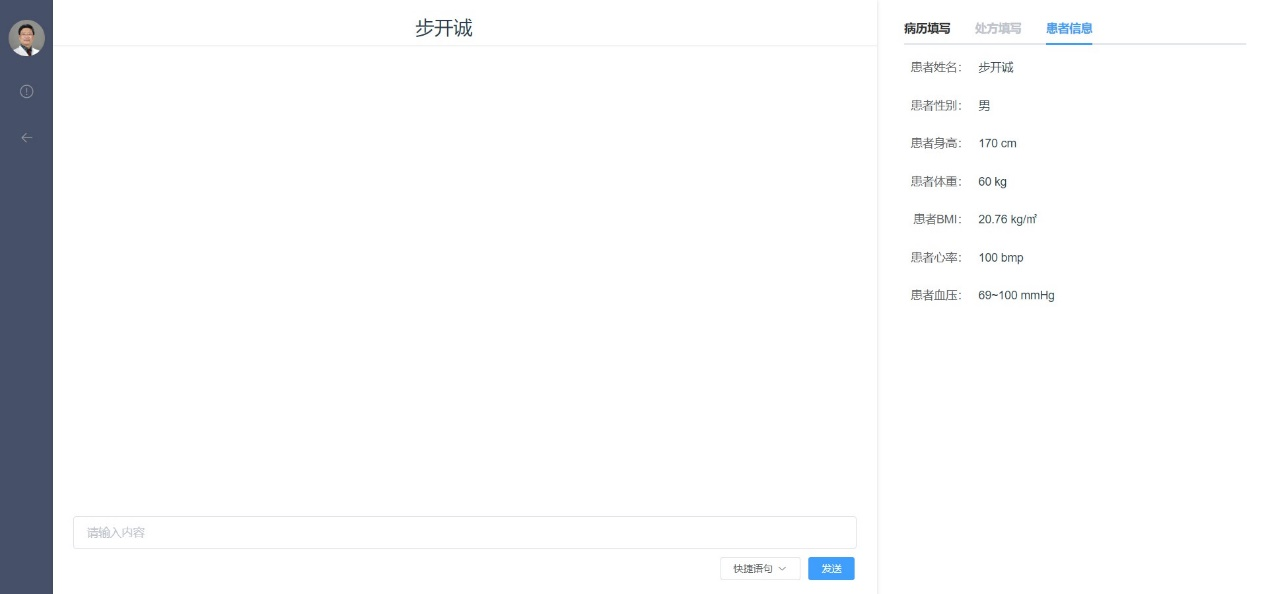 步开诚
请输入内容
快捷语句
发送
病历填写 处方填写 患者信息
患者姓名： 步开诚
患者性别： 男
患者身高： 170 cm
患者体重： 60 kg
患者BMI： 20.76 kg/㎡
患者心率： 100 bmp
患者血压： 69~100 mmHg